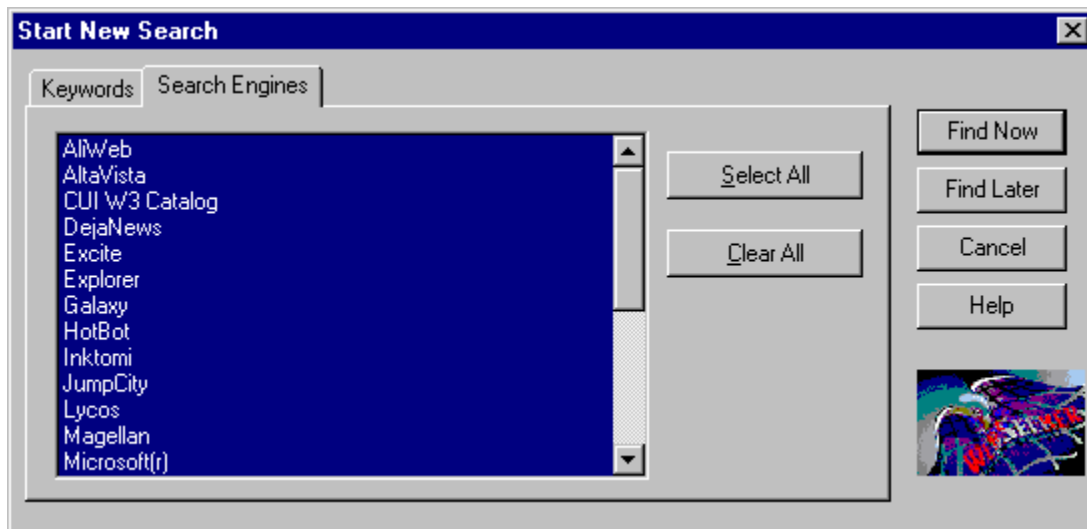 Start New Search
Keywords
Search Engines
AliWeb
AltaVista
CUI W3 Catalog
DejaNews
Excite
Explorer
Galaxy
HotBot
Inktomi
JumpCity
Lycos
Magellan
Microsoft(r)
Select All
Clear All
Find Now
Find Later
Cancel
Help
WEBSEEKER